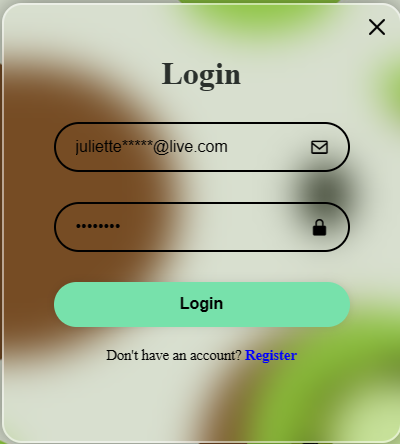 Login
juliette*****@live.com
••••••••
Login
Don't have an account? Register